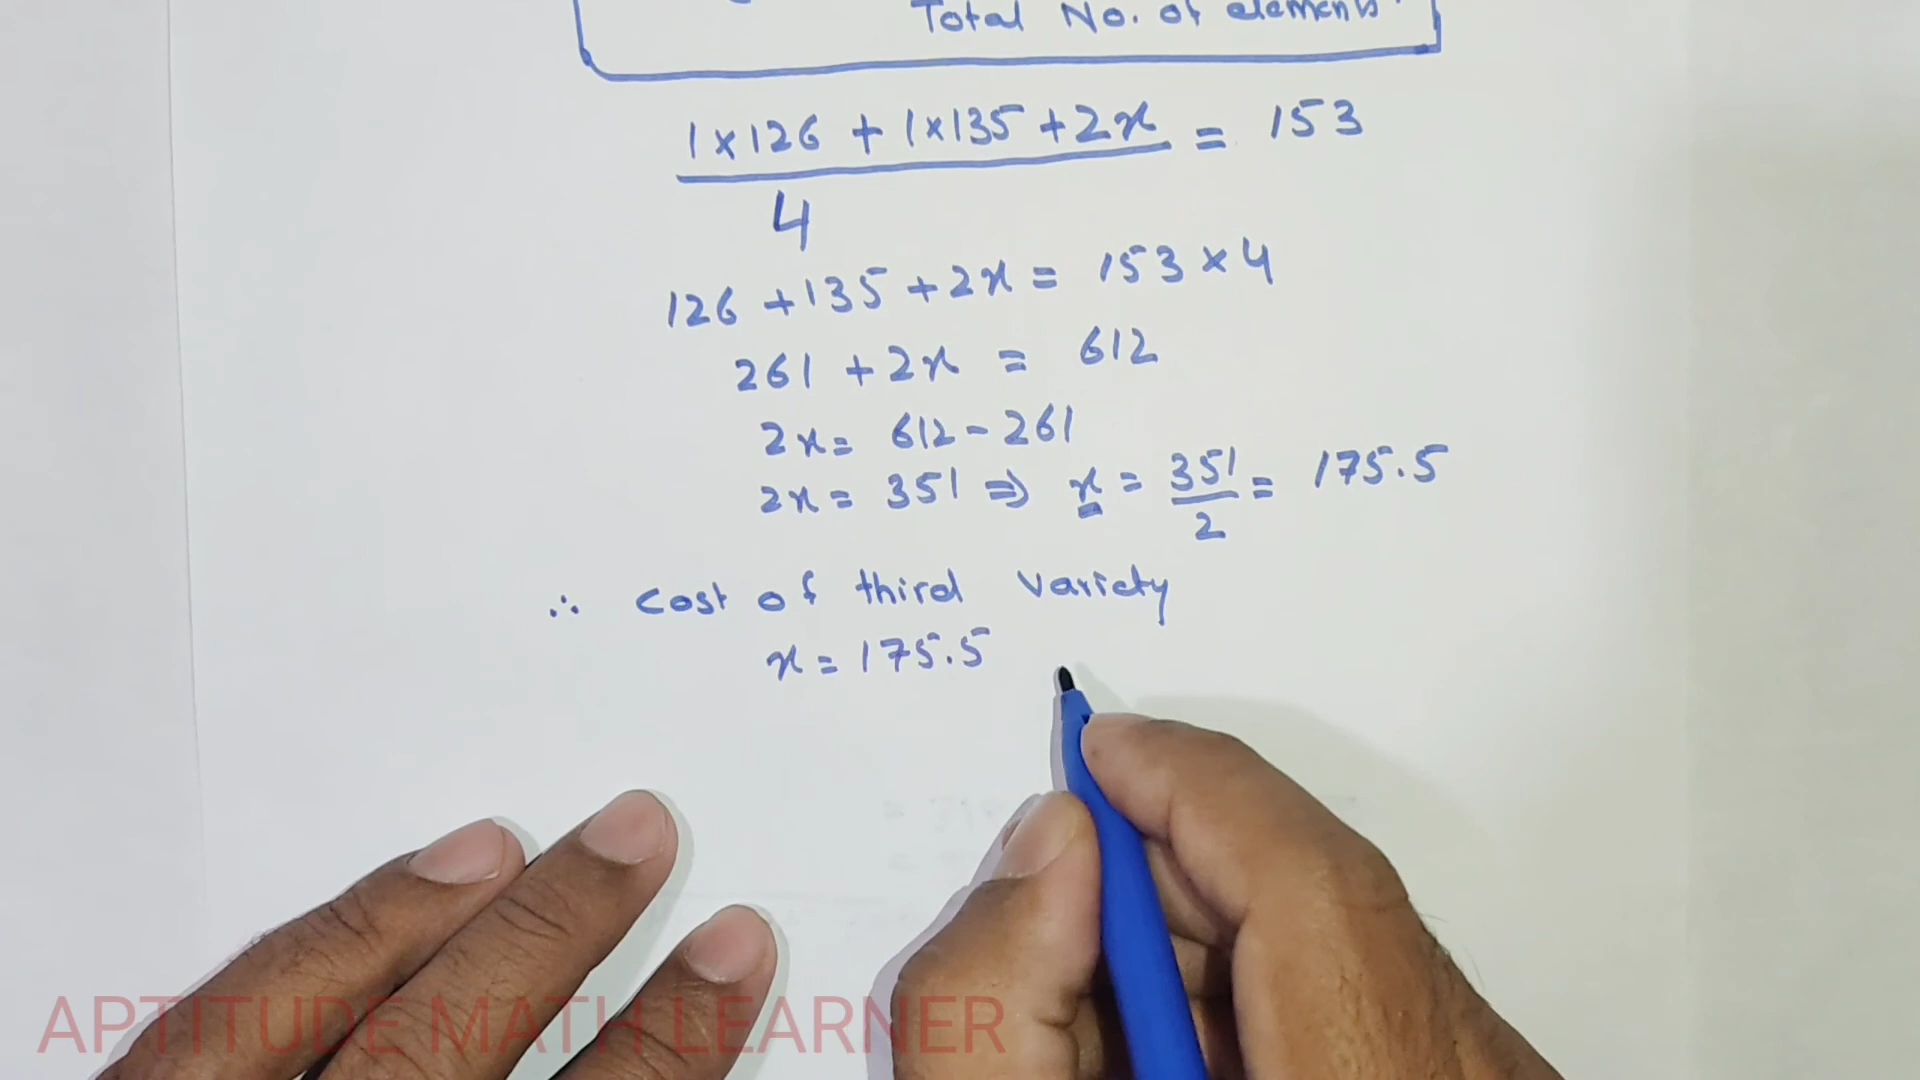 Total No. of elements.
1 × 126 + 1 × 135 + 2x = 153
4
126 + 135 + 2x = 153 × 4
261 + 2x = 612
2x = 612 - 261
2x = 351 ⇒ x = 351/2 = 175.5
∴ Cost of third variety
x = 175.5
APTITUDE MATH LEARNER